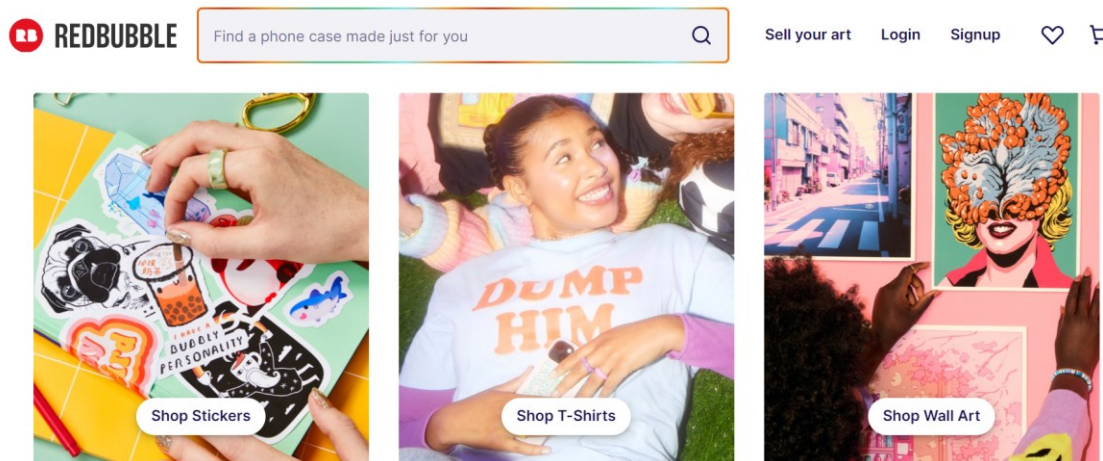 RB REDBUBBLE
Find a phone case made just for you
Sell your art
Login
Signup
I HAVE A
BUBBLY
PERSONALITY
DUMP
HIM
Shop Stickers
Shop T-Shirts
Shop Wall Art